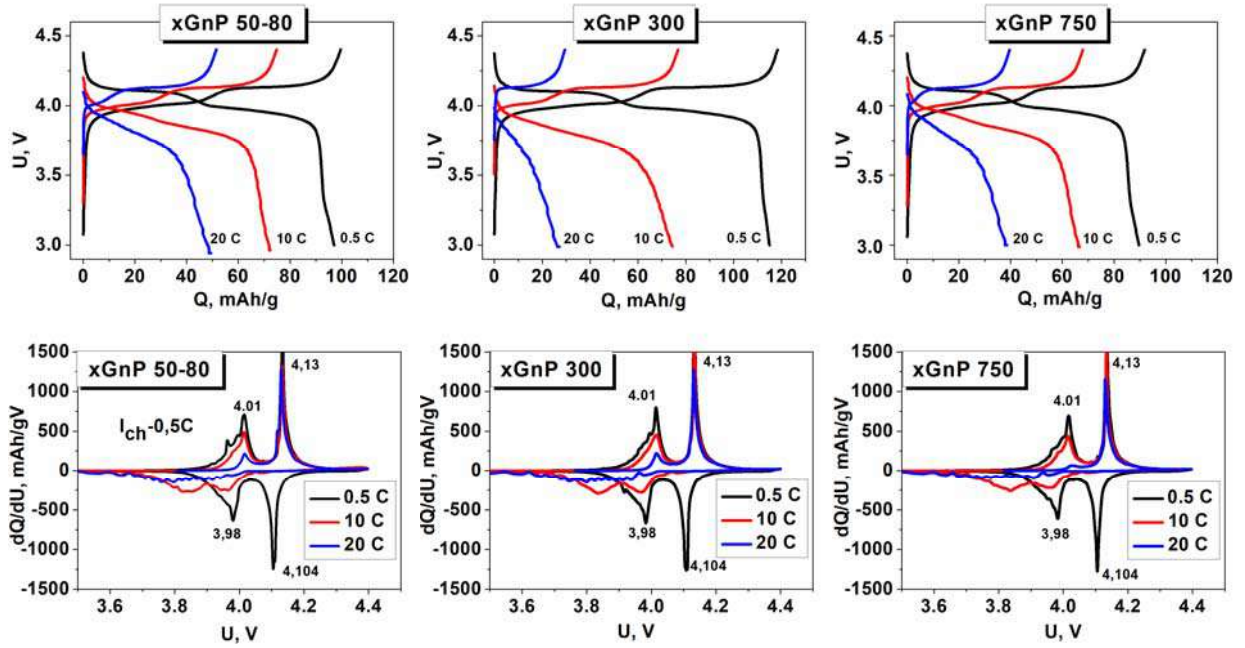 xGnP 50-80
xGnP 300
xGnP 750
4.5
4.0
3.5
3.0
U, V
20 C
10 C
0.5 C
0 20 40 60 80 100 120
Q, mAh/g
4.5
4.0
3.5
3.0
U, V
20 C
10 C
0.5 C
0 20 40 60 80 100 120
Q, mAh/g
4.5
4.0
3.5
3.0
U, V
20 C
10 C
0.5 C
0 20 40 60 80 100 120
Q, mAh/g
xGnP 50-80
1500
1000
500
0
-500
-1000
-1500
dQ/dU, mAh/gV
4,13
4.01
Ich-0,5C
0.5 C
10 C
20 C
3,98
4,104
3.6 3.8 4.0 4.2 4.4
U, V
xGnP 300
1500
1000
500
0
-500
-1000
-1500
dQ/dU, mAh/gV
4,13
4.01
0.5 C
10 C
20 C
3,98
4,104
3.6 3.8 4.0 4.2 4.4
U, V
xGnP 750
1500
1000
500
0
-500
-1000
-1500
dQ/dU, mAh/gV
4,13
4.01
0.5 C
10 C
20 C
3,98
4,104
3.6 3.8 4.0 4.2 4.4
U, V